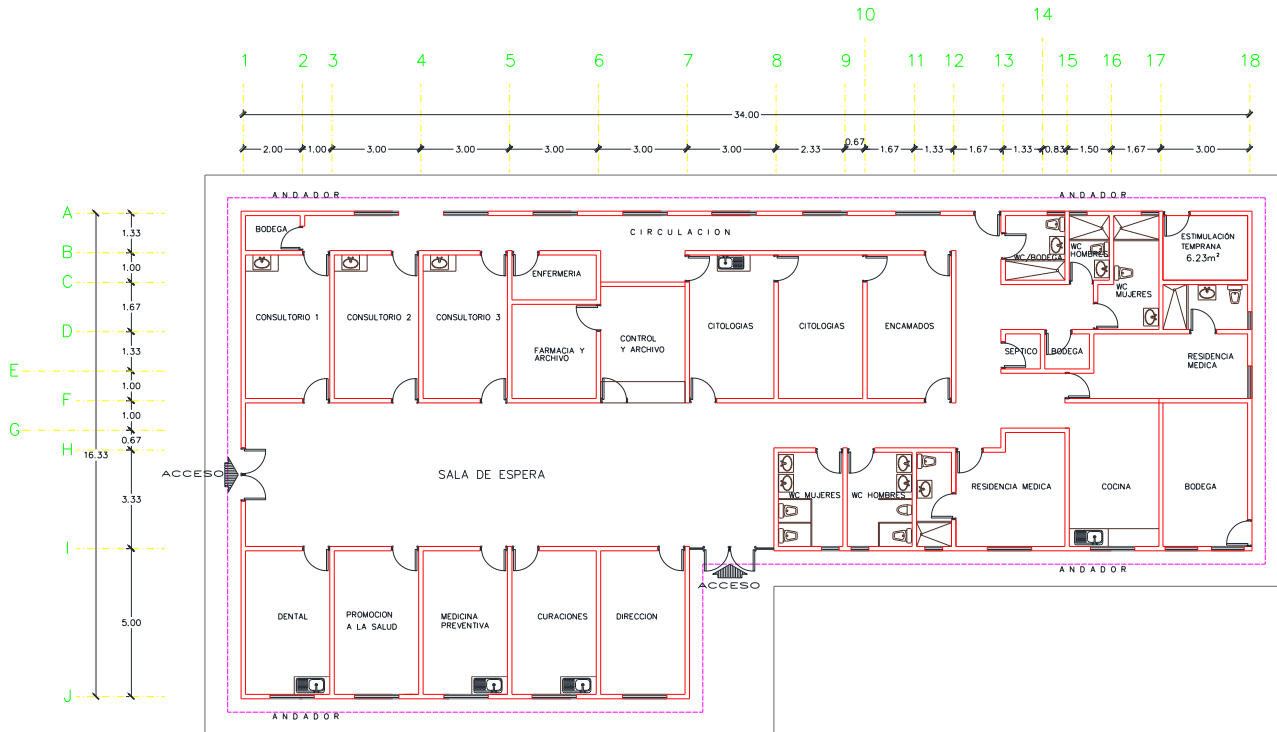 10
14
1
2
3
4
5
6
7
8
9
11
12
13
15
16
17
18
34.00
2.00
1.00
3.00
3.00
3.00
3.00
3.00
2.33
0.67
1.67
1.33
1.67
1.33
0.83
1.50
1.67
3.00
ANDADOR
ANDADOR
A
B
C
D
E
F
G
H
I
J
1.33
1.00
1.67
1.33
1.00
1.00
0.67
3.33
5.00
16.33
BODEGA
CIRCULACION
WC/BODEGA
WC
HOMBRES
WC
MUJERES
ESTIMULACIÓN
TEMPRANA
6.23m²
ENFERMERIA
CONSULTORIO 1
CONSULTORIO 2
CONSULTORIO 3
FARMACIA Y
ARCHIVO
CONTROL
Y ARCHIVO
CITOLOGIAS
CITOLOGIAS
ENCAMADOS
SEPTICO
BODEGA
RESIDENCIA
MEDICA
ACCESO
SALA DE ESPERA
WC MUJERES
WC HOMBRES
RESIDENCIA MEDICA
COCINA
BODEGA
ACCESO
ANDADOR
DENTAL
PROMOCION
A LA SALUD
MEDICINA
PREVENTIVA
CURACIONES
DIRECCION
ANDADOR